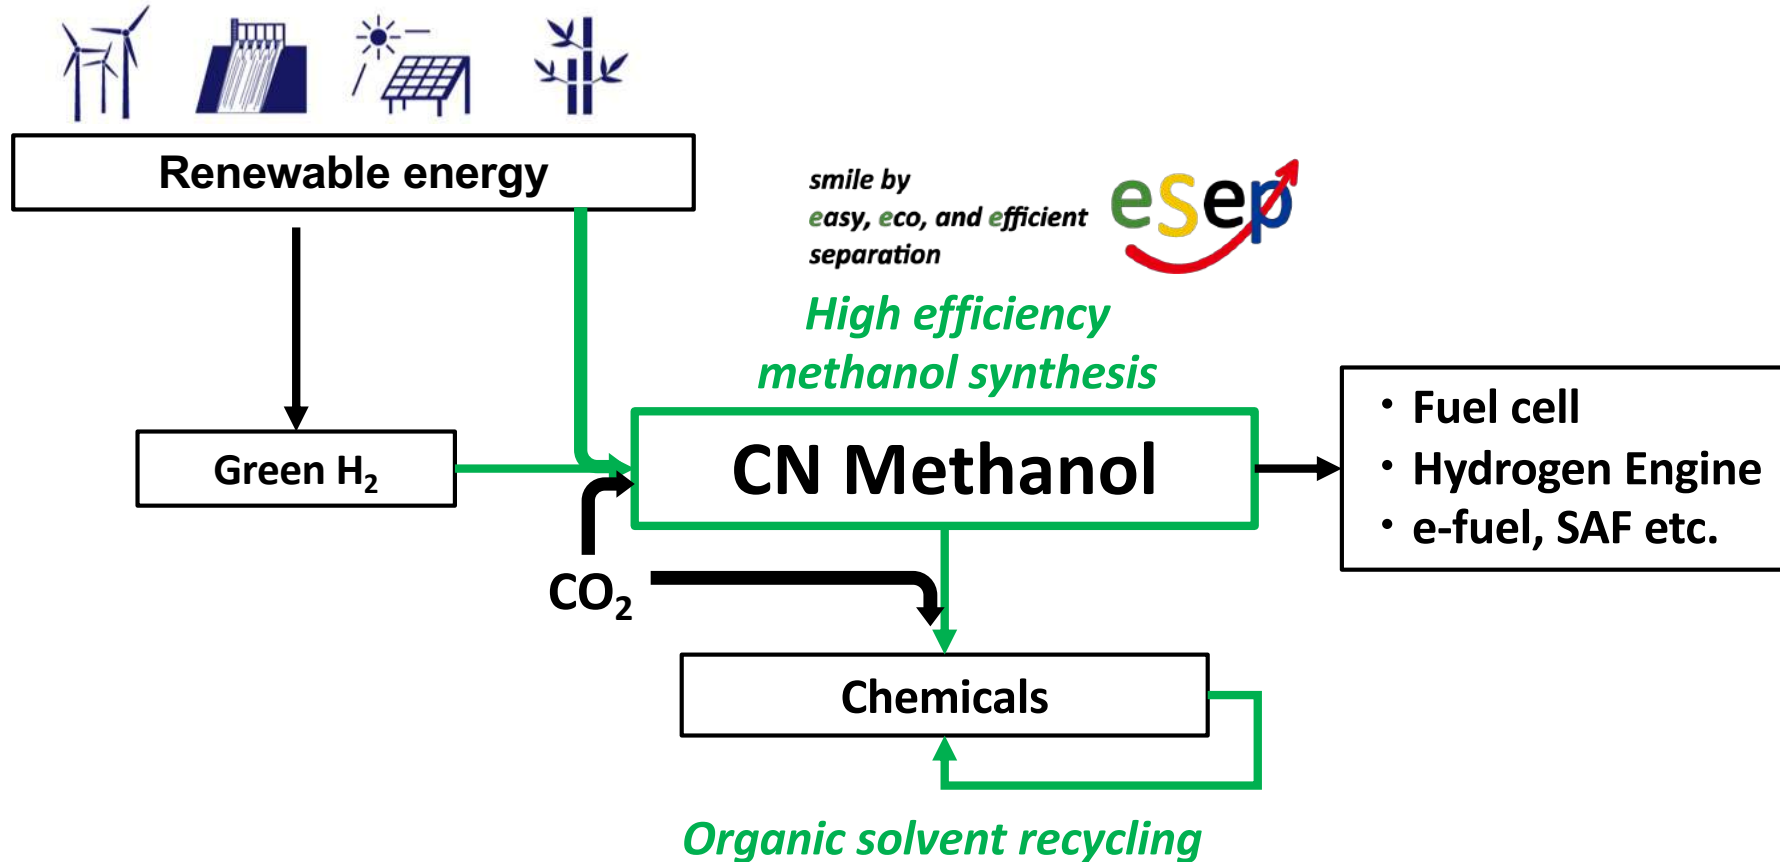 Renewable energy
smile by
easy, eco, and efficient
separation
esep
High efficiency
methanol synthesis
Green H₂
CN Methanol
・Fuel cell
・Hydrogen Engine
・e-fuel, SAF etc.
CO₂
Chemicals
Organic solvent recycling